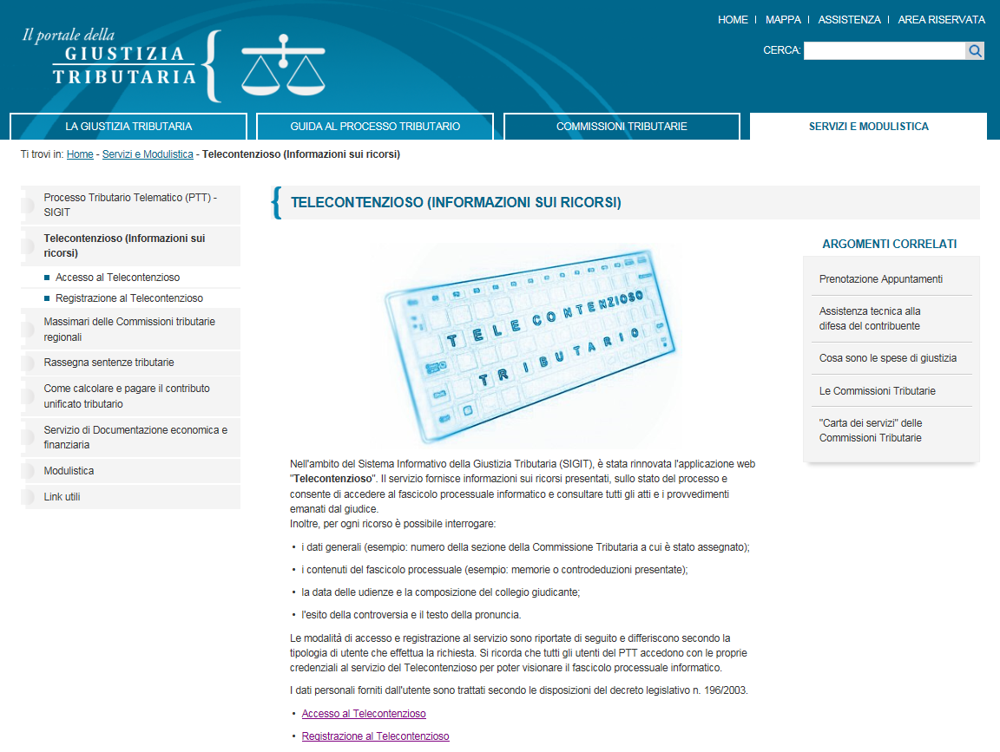 HOME | MAPPA | ASSISTENZA | AREA RISERVATA
Il portale della
GIUSTIZIA
TRIBUTARIA
CERCA:
LA GIUSTIZIA TRIBUTARIA
GUIDA AL PROCESSO TRIBUTARIO
COMMISSIONI TRIBUTARIE
SERVIZI E MODULISTICA
Ti trovi in: Home - Servizi e Modulistica - Telecontenzioso (Informazioni sui ricorsi)
Processo Tributario Telematico (PTT) -
SIGIT
Telecontenzioso (Informazioni sui
ricorsi)
Accesso al Telecontenzioso
Registrazione al Telecontenzioso
Massimari delle Commissioni tributarie
regionali
Rassegna sentenze tributarie
Come calcolare e pagare il contributo
unificato tributario
Servizio di Documentazione economica e
finanziaria
Modulistica
Link utili
TELECONTENZIOSO (INFORMAZIONI SUI RICORSI)
TELECONTENZIOSO
TRIBUTARIO
Nell'ambito del Sistema Informativo della Giustizia Tributaria (SIGIT), è stata rinnovata l'applicazione web
"Telecontenzioso". Il servizio fornisce informazioni sui ricorsi presentati, sullo stato del processo e
consente di accedere al fascicolo processuale informatico e consultare tutti gli atti e i provvedimenti
emanati dal giudice.
Inoltre, per ogni ricorso è possibile interrogare:
• i dati generali (esempio: numero della sezione della Commissione Tributaria a cui è stato assegnato);
• i contenuti del fascicolo processuale (esempio: memorie o controdeduzioni presentate);
• la data delle udienze e la composizione del collegio giudicante;
• l'esito della controversia e il testo della pronuncia.
Le modalità di accesso e registrazione al servizio sono riportate di seguito e differiscono secondo la
tipologia di utente che effettua la richiesta. Si ricorda che tutti gli utenti del PTT accedono con le proprie
credenziali al servizio del Telecontenzioso per poter visionare il fascicolo processuale informatico.
I dati personali forniti dall'utente sono trattati secondo le disposizioni del decreto legislativo n. 196/2003.
• Accesso al Telecontenzioso
• Registrazione al Telecontenzioso
ARGOMENTI CORRELATI
Prenotazione Appuntamenti
Assistenza tecnica alla
difesa del contribuente
Cosa sono le spese di giustizia
Le Commissioni Tributarie
"Carta dei servizi" delle
Commissioni Tributarie